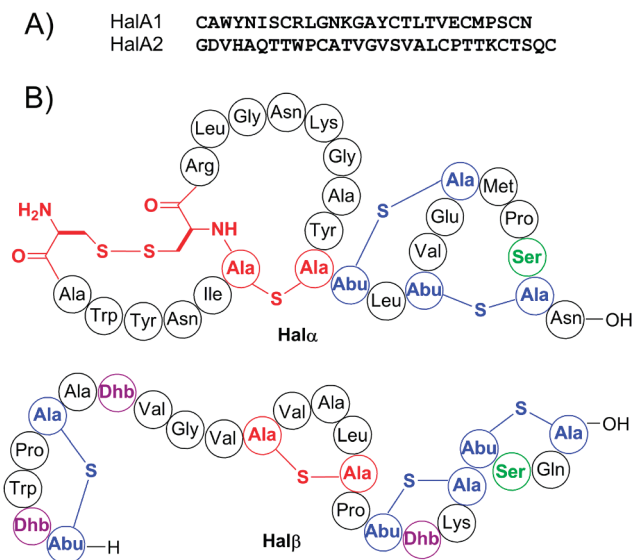 A)
HalA1 CAWYNISCRLGNKGAYCTLTVECMPSCN
HalA2 GDVHAQTTWPCATVGVSVALCPTTKCTSQC
B)
H₂N
O
S
S
Ala
Trp
Tyr
Asn
Ile
O
NH
Arg
Leu
Gly
Asn
Lys
Gly
Ala
Tyr
Ala
S
Ala
Abu
S
Leu
Abu
Val
Glu
Ala
Met
Pro
Ser
S
Ala
Asn
OH
Halα
H
Abu
Dhb
Trp
Pro
Ala
S
Ala
Dhb
Val
Gly
Val
Ala
Val
Ala
Leu
S
Ala
Pro
Abu
S
Dhb
Lys
Ala
Abu
S
Ser
Gln
Ala
OH
Halβ